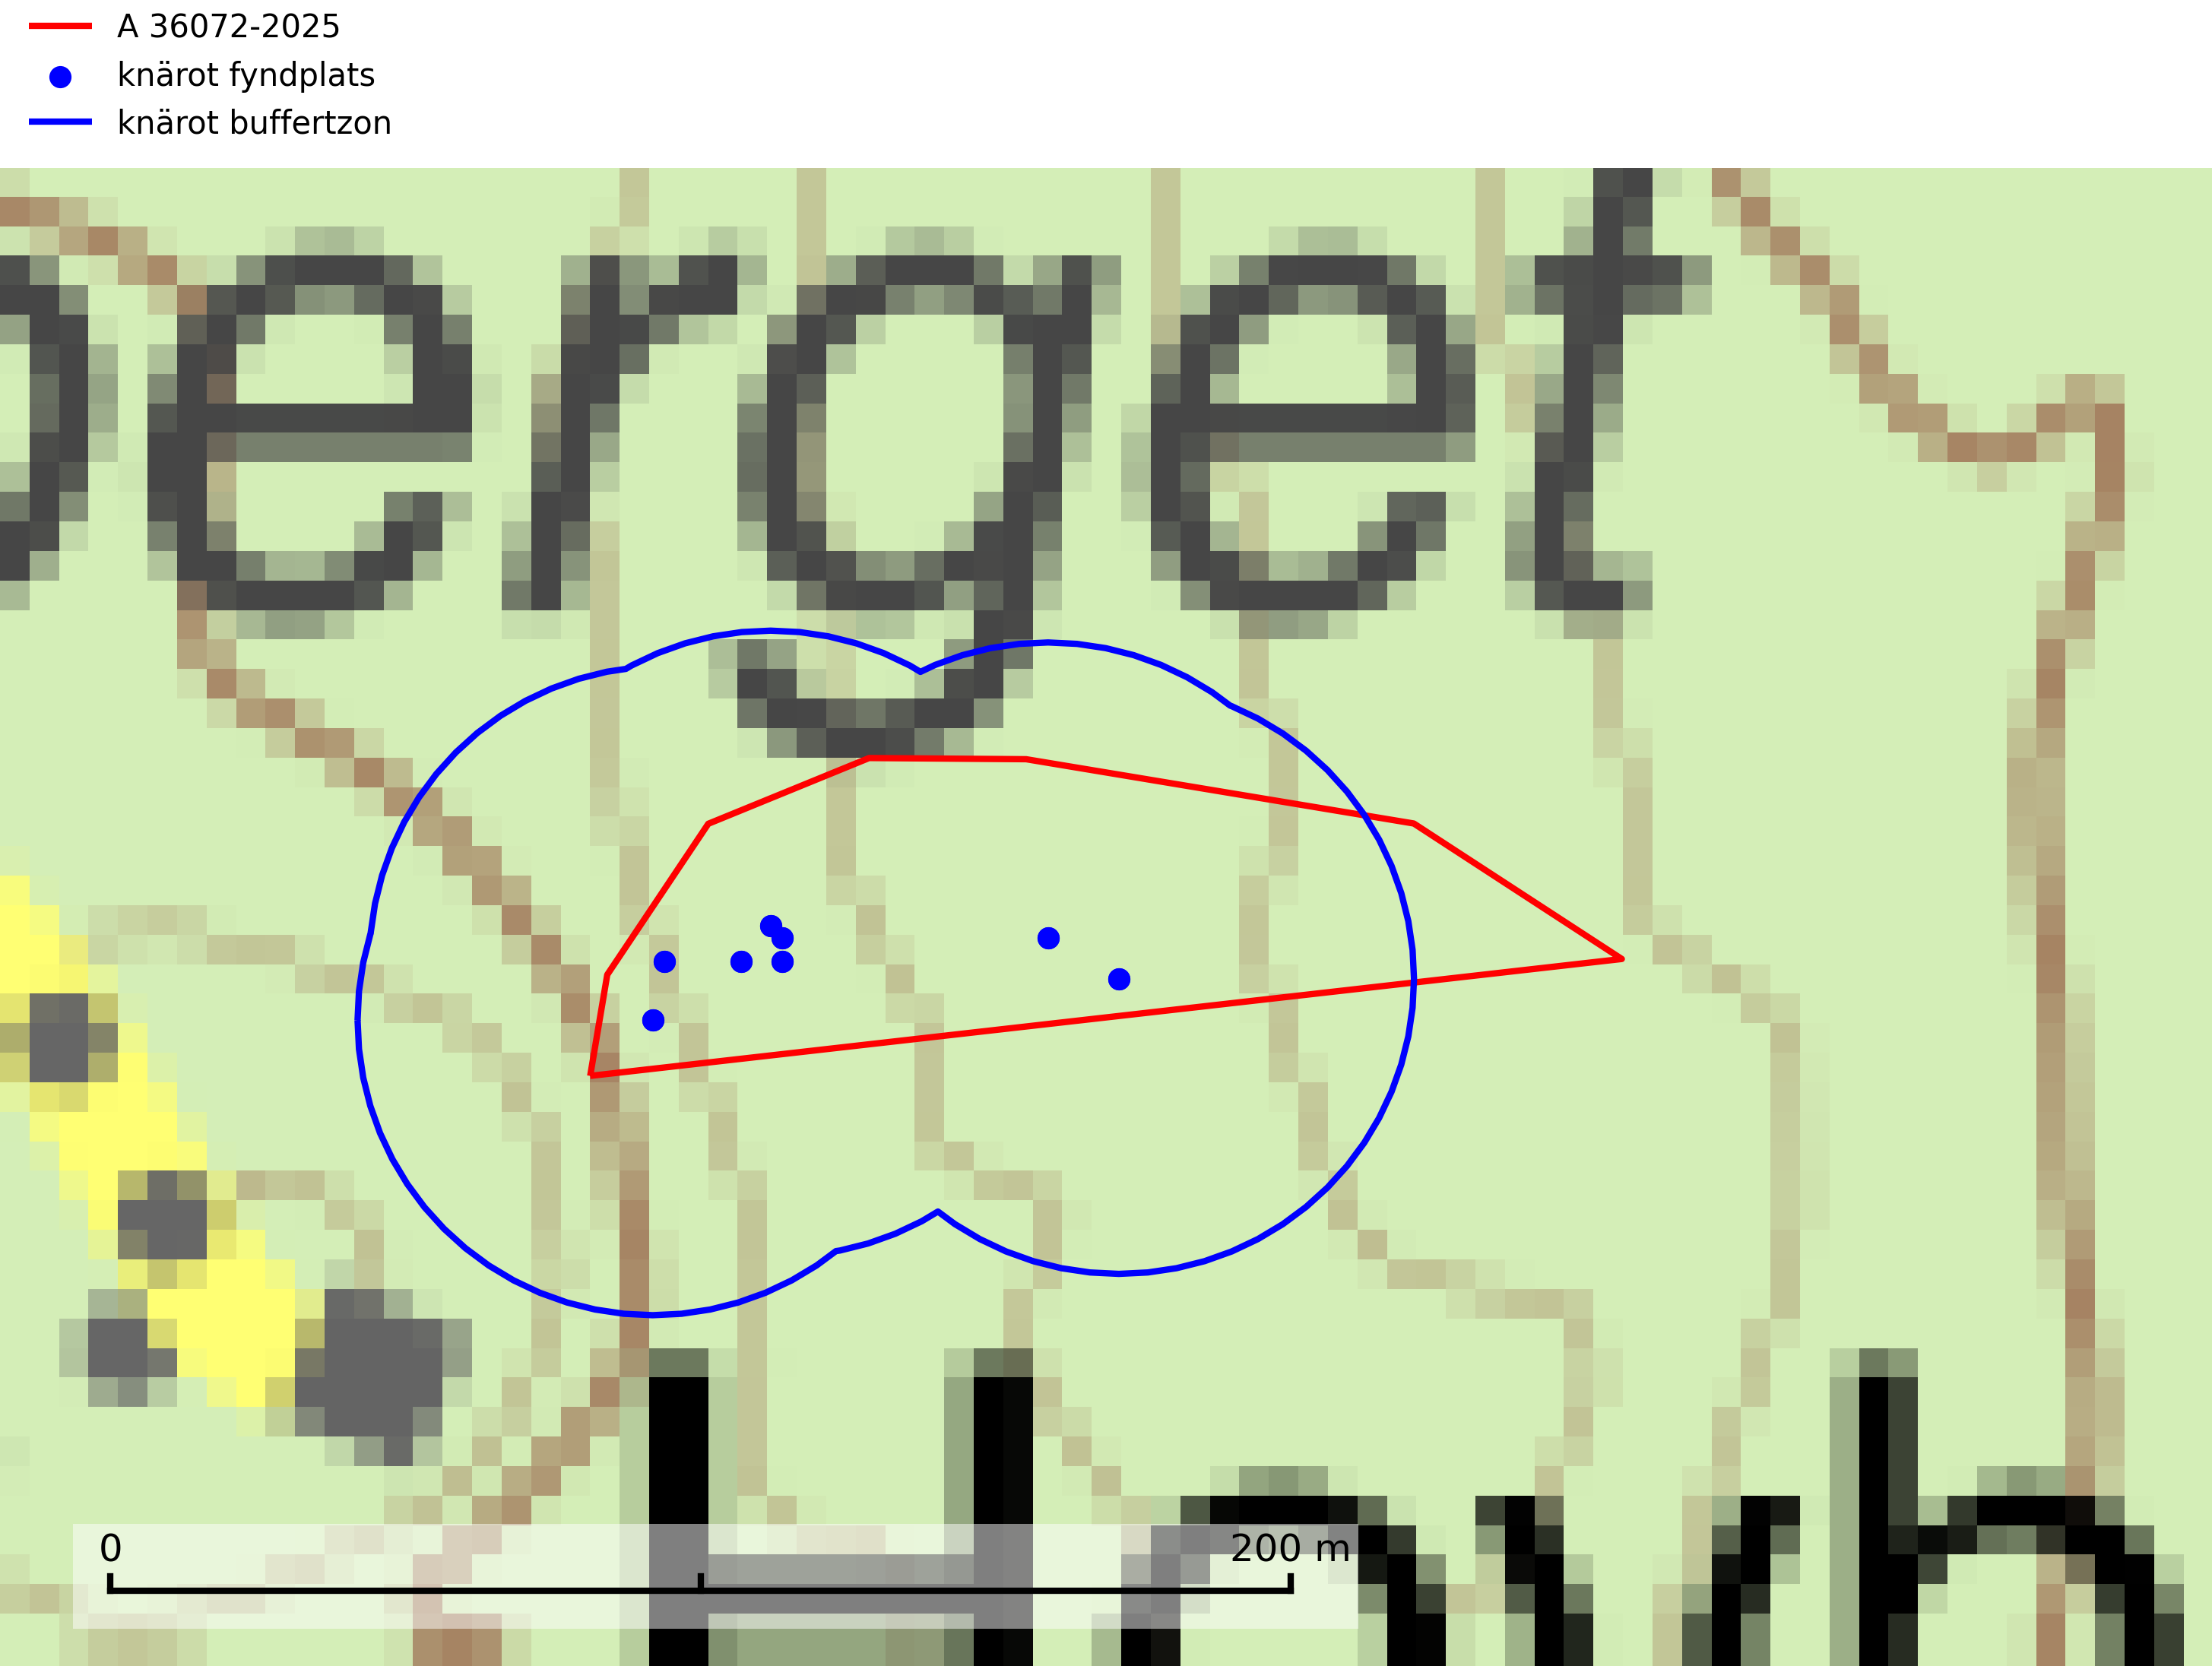 A 36072-2025
knärot fyndplats
knärot buffertzon
erget
0
200 m